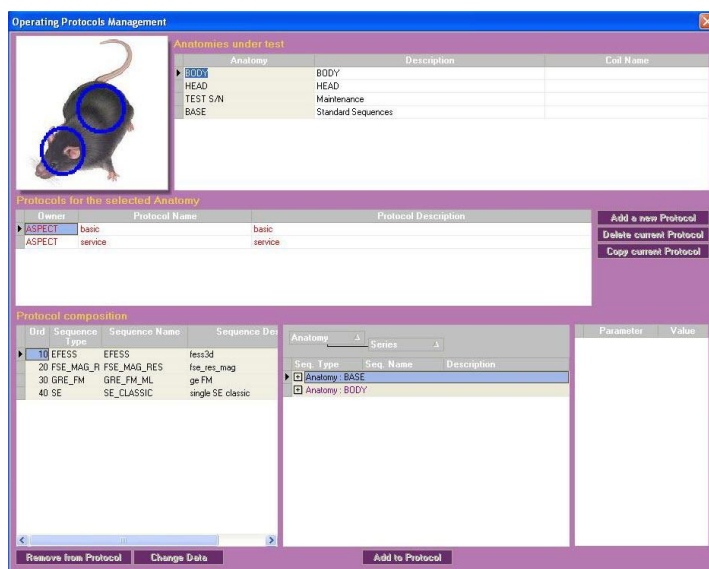 Operating Protocols Management
Anatomies under test
Anatomy Description Coil Name
BODY BODY
HEAD HEAD
TEST S/N Maintenance
BASE Standard Sequences
Protocols for the selected Anatomy
Owner Protocol Name Protocol Description
ASPECT basic basic
ASPECT service service
Add a new Protocol
Delete current Protocol
Copy current Protocol
Protocol composition
Ord Sequence Type Sequence Name Sequence Des
10 EFESS EFESS fess3d
20 FSE_MAG_R FSE_MAG_RES fse_res_mag
30 GRE_FM GRE_FM_ML ge FM
40 SE SE_CLASSIC single SE classic
Anatomy Series
Seq. Type Seq. Name Description
Anatomy : BASE
Anatomy : BODY
Parameter Value
Remove from Protocol Change Data Add to Protocol